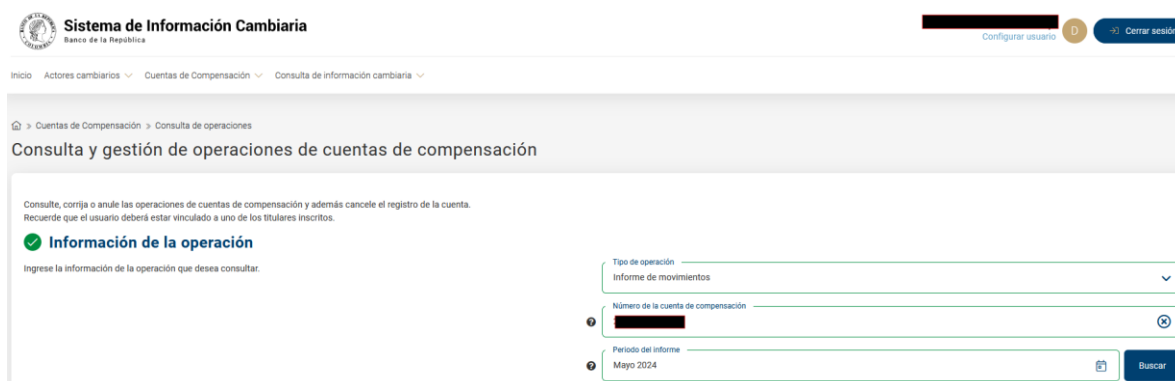 Sistema de Información Cambiaria
Banco de la República
Configurar usuario
D
Cerrar sesión
Inicio Actores cambiarios Cuentas de Compensación Consulta de información cambiaria
» Cuentas de Compensación » Consulta de operaciones
Consulta y gestión de operaciones de cuentas de compensación
Consulte, corrija o anule las operaciones de cuentas de compensación y además cancele el registro de la cuenta.
Recuerde que el usuario deberá estar vinculado a uno de los titulares inscritos.
Información de la operación
Ingrese la información de la operación que desea consultar.
Tipo de operación
Informe de movimientos
Número de la cuenta de compensación
Periodo del informe
Mayo 2024
Buscar